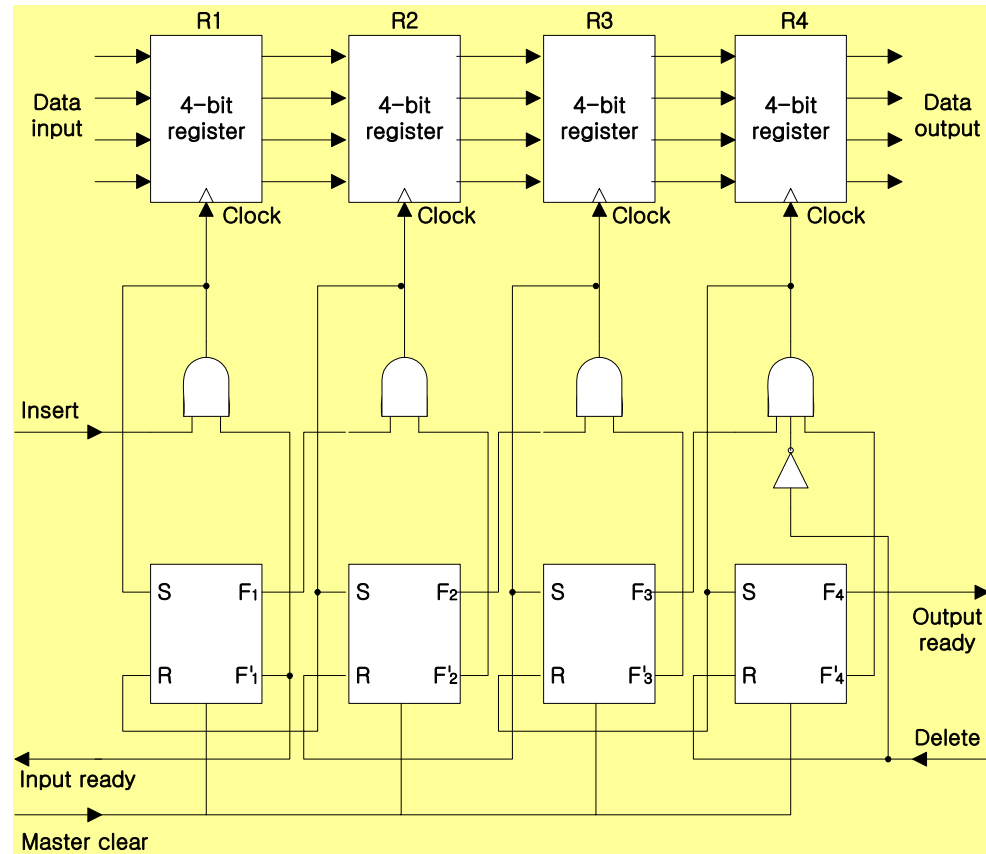 R1 R2 R3 R4
Data
input
4-bit
register
4-bit
register
4-bit
register
4-bit
register
Data
output
Clock Clock Clock Clock
Insert
S F₁ S F₂ S F₃ S F₄
Output
ready
R F'₁ R F'₂ R F'₃ R F'₄
Delete
Input ready
Master clear